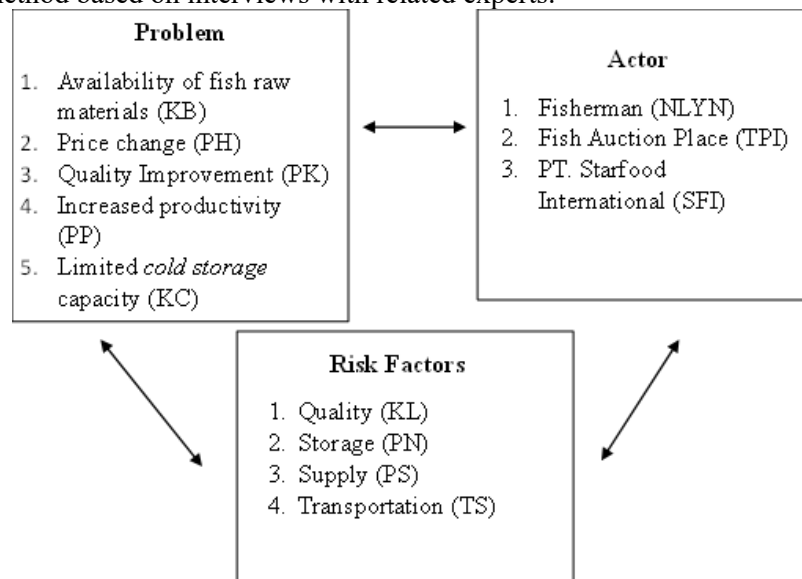 method based on interviews with related experts.
Problem
1. Availability of fish raw
materials (KB)
2. Price change (PH)
3. Quality Improvement (PK)
4. Increased productivity
(PP)
5. Limited cold storage
capacity (KC)
Actor
1. Fisherman (NLYN)
2. Fish Auction Place (TPI)
3. PT. Starfood
International (SFI)
Risk Factors
1. Quality (KL)
2. Storage (PN)
3. Supply (PS)
4. Transportation (TS)